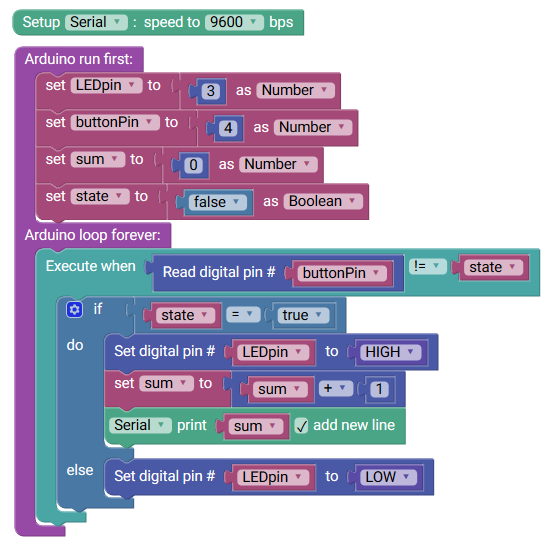 Setup Serial : speed to 9600 bps
Arduino run first:
set LEDpin to 3 as Number
set buttonPin to 4 as Number
set sum to 0 as Number
set state to false as Boolean
Arduino loop forever:
Execute when Read digital pin # buttonPin != state
if state = true
do Set digital pin # LEDpin to HIGH
set sum to sum + 1
Serial print sum ✓ add new line
else Set digital pin # LEDpin to LOW